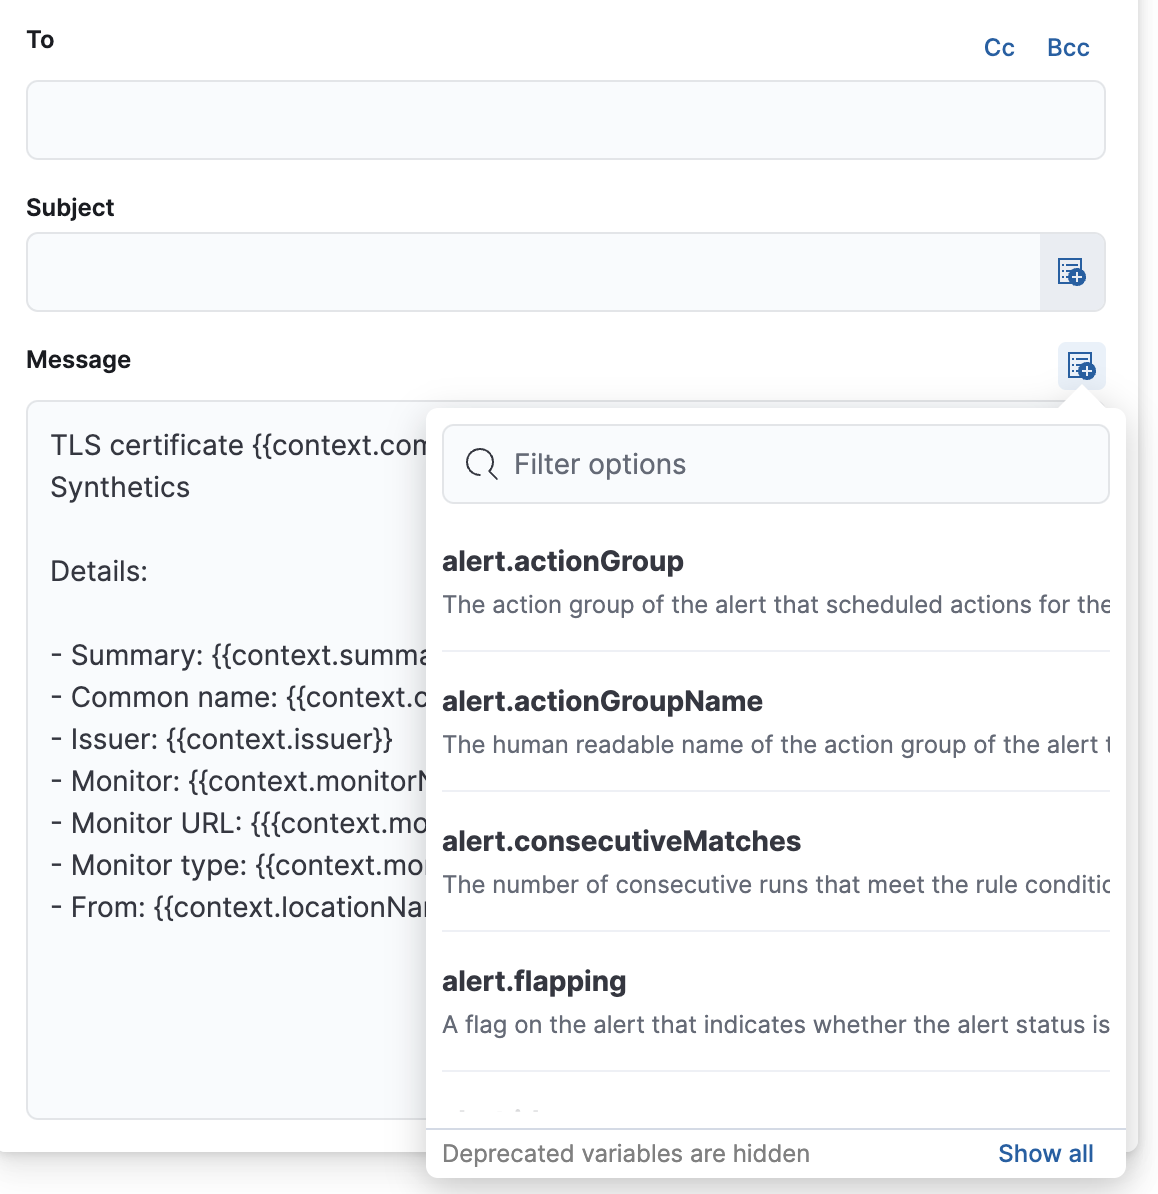 To
Cc Bcc
Subject
Message
TLS certificate {{context.com
Synthetics
Details:
- Summary: {{context.summa
- Common name: {{context.c
- Issuer: {{context.issuer}}
- Monitor: {{context.monitorN
- Monitor URL: {{{context.mo
- Monitor type: {{context.mo
- From: {{context.locationNa
Filter options
alert.actionGroup
The action group of the alert that scheduled actions for the
alert.actionGroupName
The human readable name of the action group of the alert t
alert.consecutiveMatches
The number of consecutive runs that meet the rule conditic
alert.flapping
A flag on the alert that indicates whether the alert status is
Deprecated variables are hidden
Show all